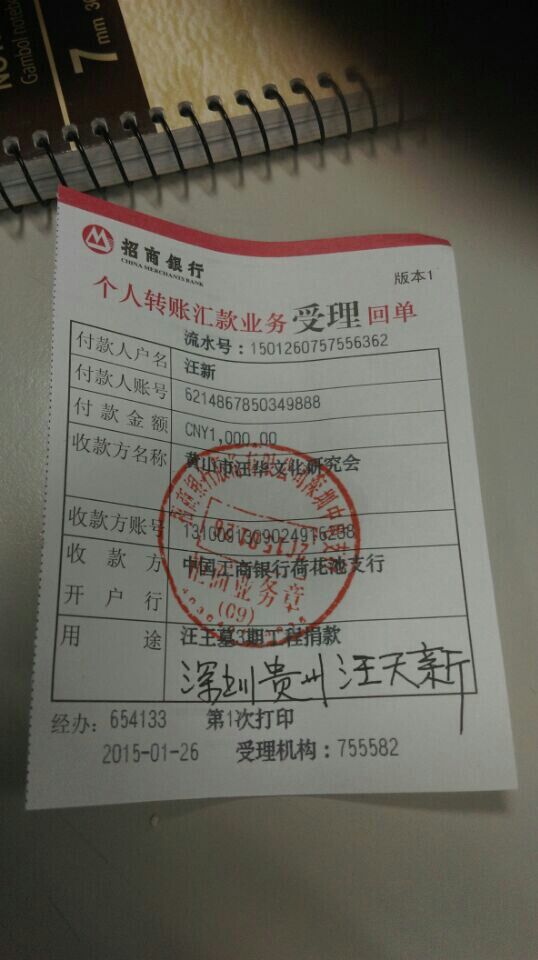 Gambol noteb
7 mm
招商銀行
CHINA MERCHANTS BANK
版本1
个人转账汇款业务受理回单
流水号：1501260757556362
付款人户名 汪新
付款人账号 6214867850349888
付款金额 CNY1,000.00
收款方名称 黄山市汪华文化研究会
收款方账号
收款方 中国工商银行荷花池支行
开户行
用途 汪王墓3期工程捐款
深圳贵州汪天新
经办：654133 第1次打印
2015-01-26 受理机构：755582
(09)